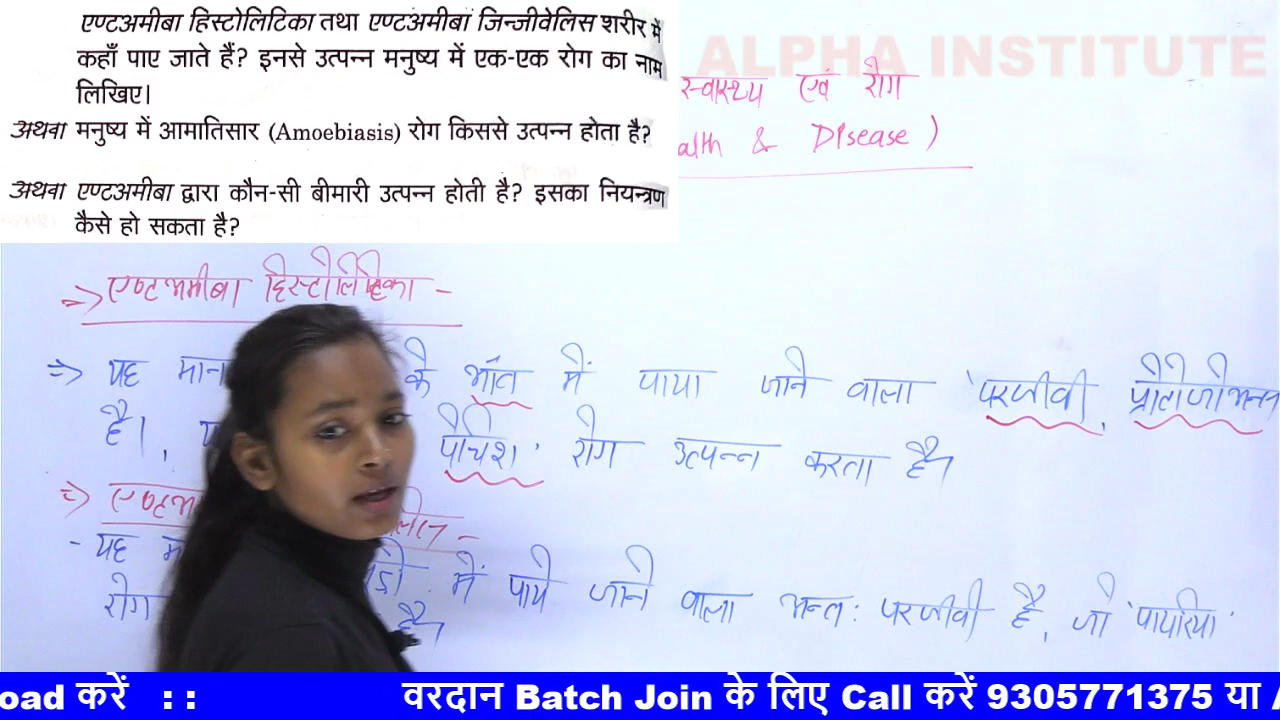 ALPHA INSTITUTE
एण्टअमीबा हिस्टोलिटिका तथा एण्टअमीबा जिन्जीवेलिस शरीर में
कहाँ पाए जाते हैं? इनसे उत्पन्न मनुष्य में एक-एक रोग का नाम
लिखिए।
अथवा मनुष्य में आमातिसार (Amoebiasis) रोग किससे उत्पन्न होता है?
अथवा एण्टअमीबा द्वारा कौन-सी बीमारी उत्पन्न होती है? इसका नियन्त्रण
कैसे हो सकता है?
स्वास्थ्य एवं रोग
alth & Disease )
=> एण्टअमीबा हिस्टोलिटिका -
=> यह मान के आँत में पाया जाने वाला 'परजीवी, प्रोटोजोअन्स
है।, पेचिश' रोग उत्पन्न करता है
=> एण्टअ लिस -
- यह में पाये जाने वाला अन्त: परजीवी है, जो 'पायरिया'
रोग है
oad करें : : वरदान Batch Join के लिए Call करें 9305771375 या